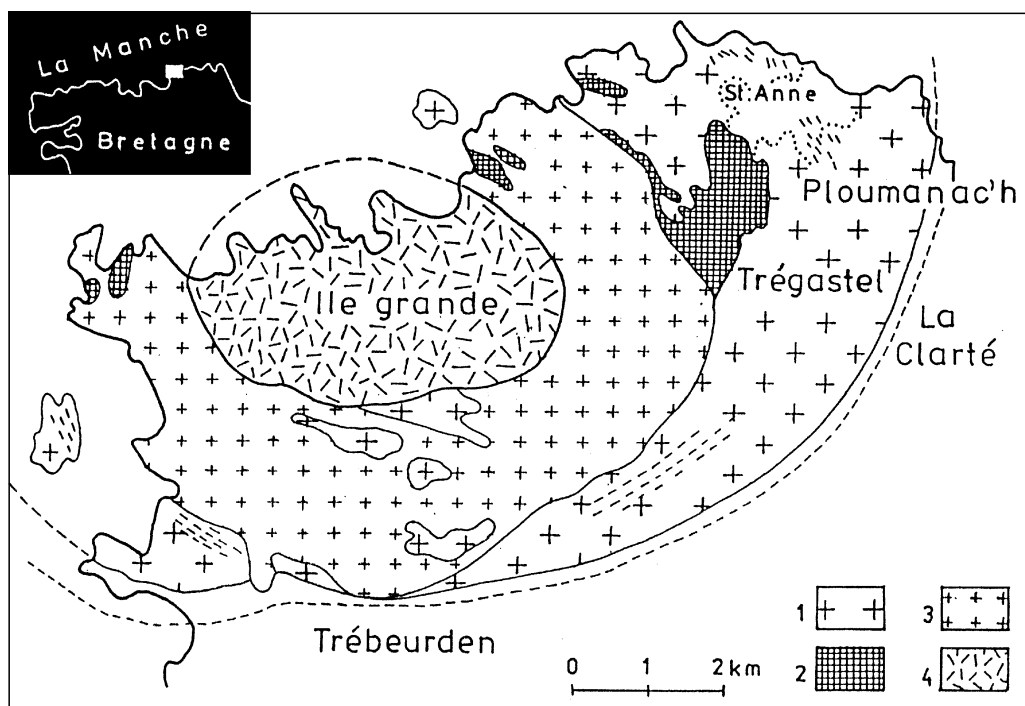 La Manche
Bretagne
St. Anne
Ploumanac'h
Ile grande
Trégastel
La
Clarté
Trébeurden
1
3
0 1 2 km
2
4